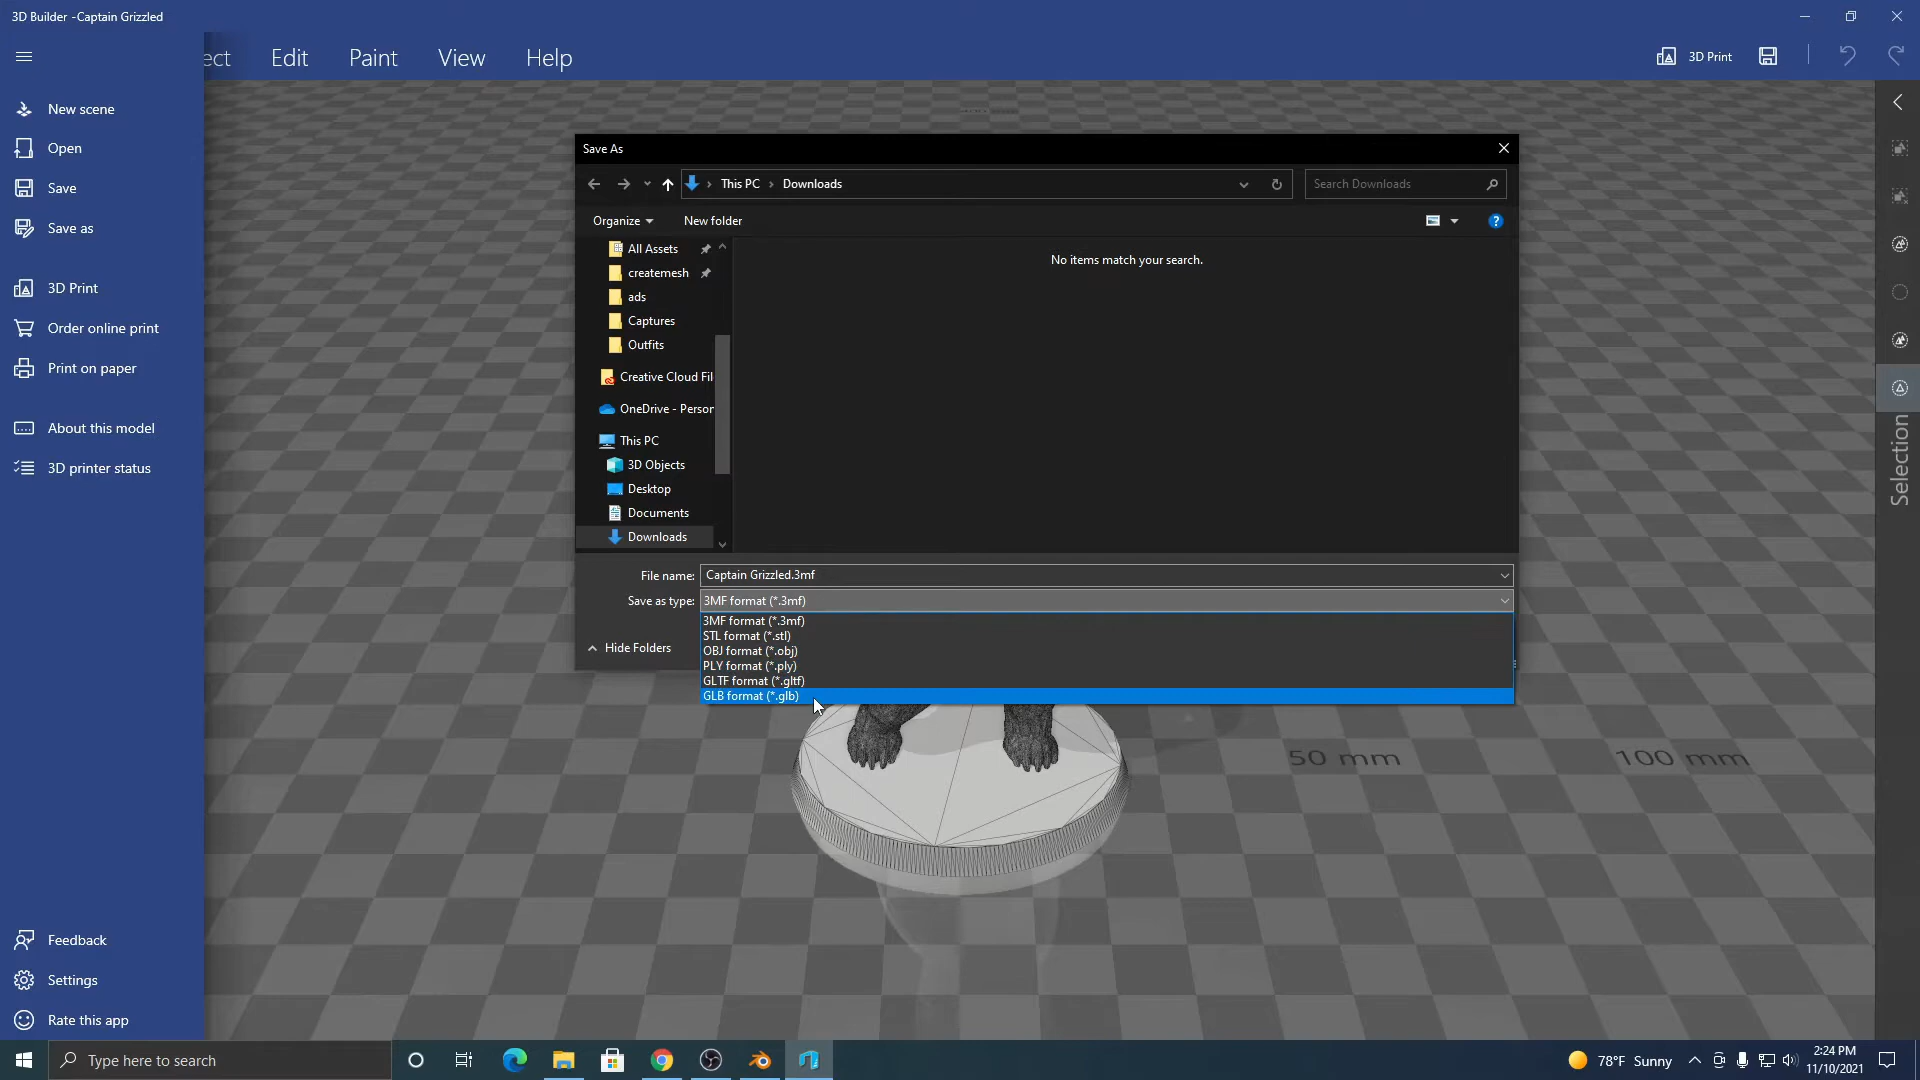 3D Builder -Captain Grizzled
ect
Edit
Paint
View
Help
3D Print
New scene
Open
Save
Save as
3D Print
Order online print
Print on paper
About this model
3D printer status
Feedback
Settings
Rate this app
Save As
This PC
Downloads
Search Downloads
Organize
New folder
?
All Assets
createmesh
ads
Captures
Outfits
Creative Cloud Fil
OneDrive - Person
This PC
3D Objects
Desktop
Documents
Downloads
No items match your search.
File name:
Captain Grizzled.3mf
Save as type:
3MF format (*.3mf)
3MF format (*.3mf)
STL format (*.stl)
OBJ format (*.obj)
PLY format (*.ply)
GLTF format (*.gltf)
GLB format (*.glb)
Hide Folders
50 mm
100 mm
Selection
Type here to search
78°F Sunny
2:24 PM
11/10/2021